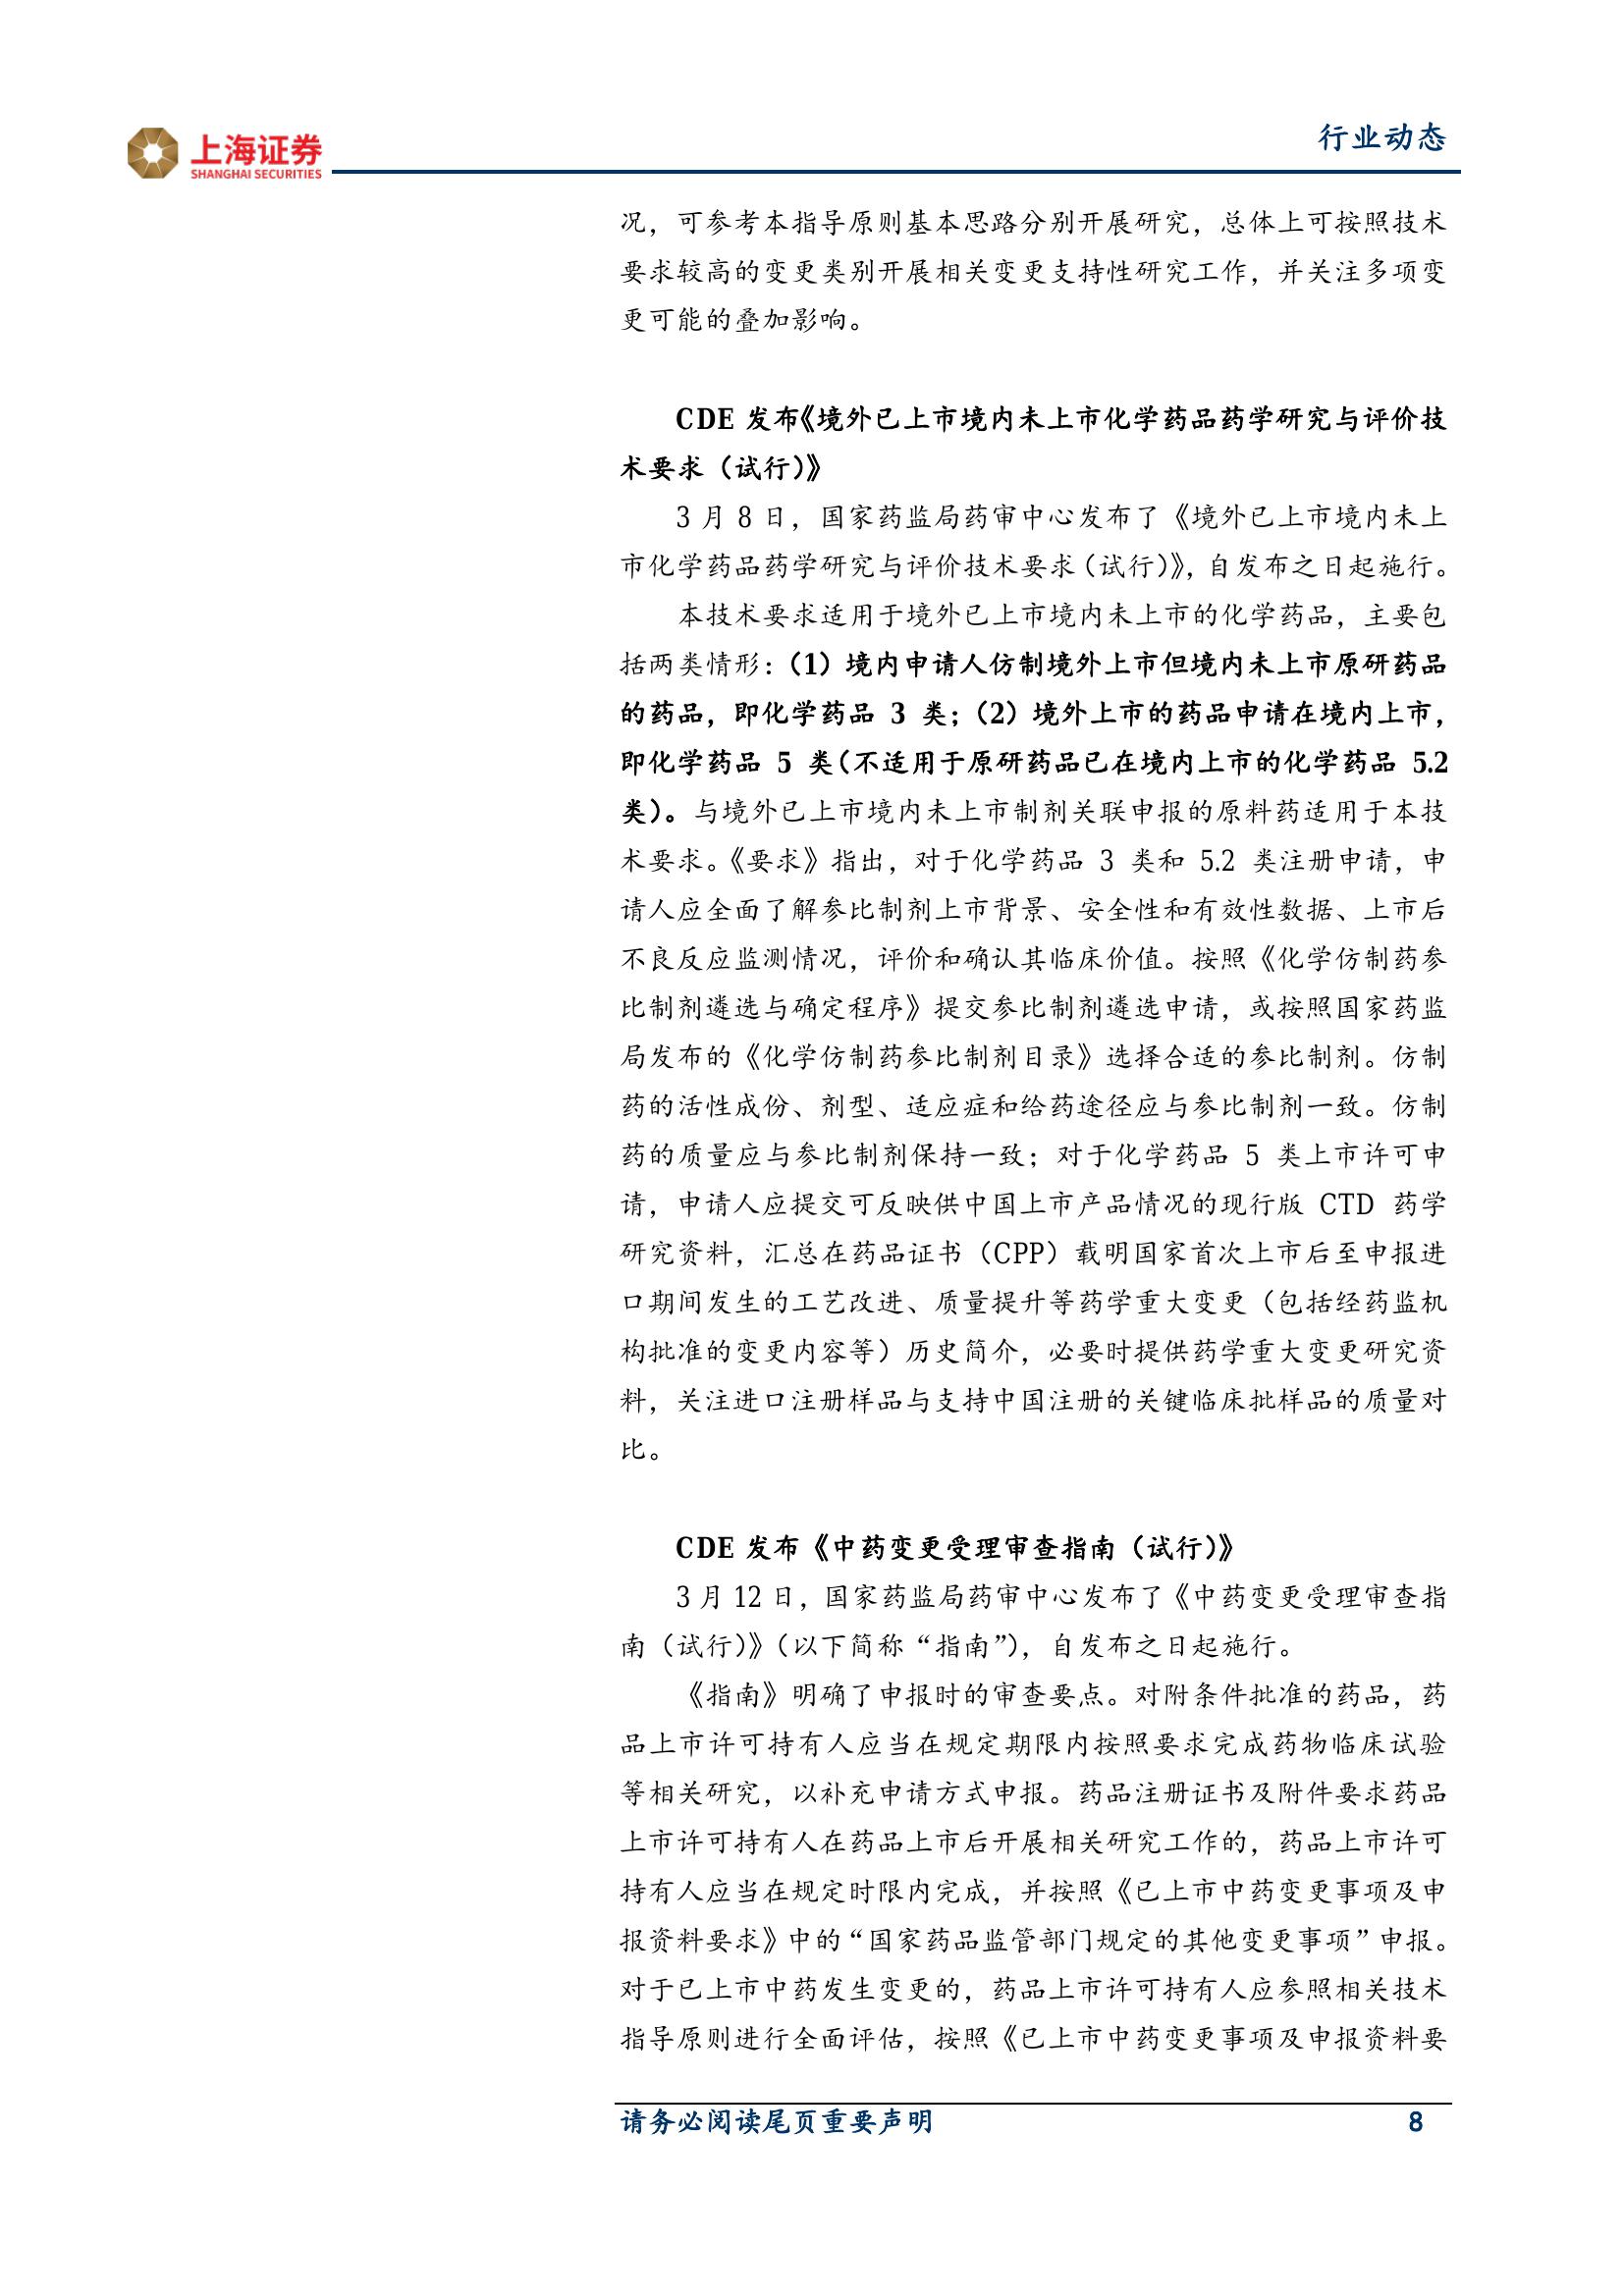 上海证券
SHANGHAI SECURITIES
行业动态
况，可参考本指导原则基本思路分别开展研究，总体上可按照技术
要求较高的变更类别开展相关变更支持性研究工作，并关注多项变
更可能的叠加影响。
CDE 发布《境外已上市境内未上市化学药品药学研究与评价技
术要求（试行）》
3 月 8 日，国家药监局药审中心发布了《境外已上市境内未上
市化学药品药学研究与评价技术要求（试行）》，自发布之日起施行。
本技术要求适用于境外已上市境内未上市的化学药品，主要包
括两类情形：（1）境内申请人仿制境外上市但境内未上市原研药品
的药品，即化学药品 3 类；（2）境外上市的药品申请在境内上市，
即化学药品 5 类（不适用于原研药品已在境内上市的化学药品 5.2
类）。与境外已上市境内未上市制剂关联申报的原料药适用于本技
术要求。《要求》指出，对于化学药品 3 类和 5.2 类注册申请，申
请人应全面了解参比制剂上市背景、安全性和有效性数据、上市后
不良反应监测情况，评价和确认其临床价值。按照《化学仿制药参
比制剂遴选与确定程序》提交参比制剂遴选申请，或按照国家药监
局发布的《化学仿制药参比制剂目录》选择合适的参比制剂。仿制
药的活性成份、剂型、适应症和给药途径应与参比制剂一致。仿制
药的质量应与参比制剂保持一致；对于化学药品 5 类上市许可申
请，申请人应提交可反映供中国上市产品情况的现行版 CTD 药学
研究资料，汇总在药品证书（CPP）载明国家首次上市后至申报进
口期间发生的工艺改进、质量提升等药学重大变更（包括经药监机
构批准的变更内容等）历史简介，必要时提供药学重大变更研究资
料，关注进口注册样品与支持中国注册的关键临床批样品的质量对
比。
CDE 发布《中药变更受理审查指南（试行）》
3 月 12 日，国家药监局药审中心发布了《中药变更受理审查指
南（试行）》（以下简称“指南”），自发布之日起施行。
《指南》明确了申报时的审查要点。对附条件批准的药品，药
品上市许可持有人应当在规定期限内按照要求完成药物临床试验
等相关研究，以补充申请方式申报。药品注册证书及附件要求药品
上市许可持有人在药品上市后开展相关研究工作的，药品上市许可
持有人应当在规定时限内完成，并按照《已上市中药变更事项及申
报资料要求》中的“国家药品监管部门规定的其他变更事项”申报。
对于已上市中药发生变更的，药品上市许可持有人应参照相关技术
指导原则进行全面评估，按照《已上市中药变更事项及申报资料要
请务必阅读尾页重要声明
8